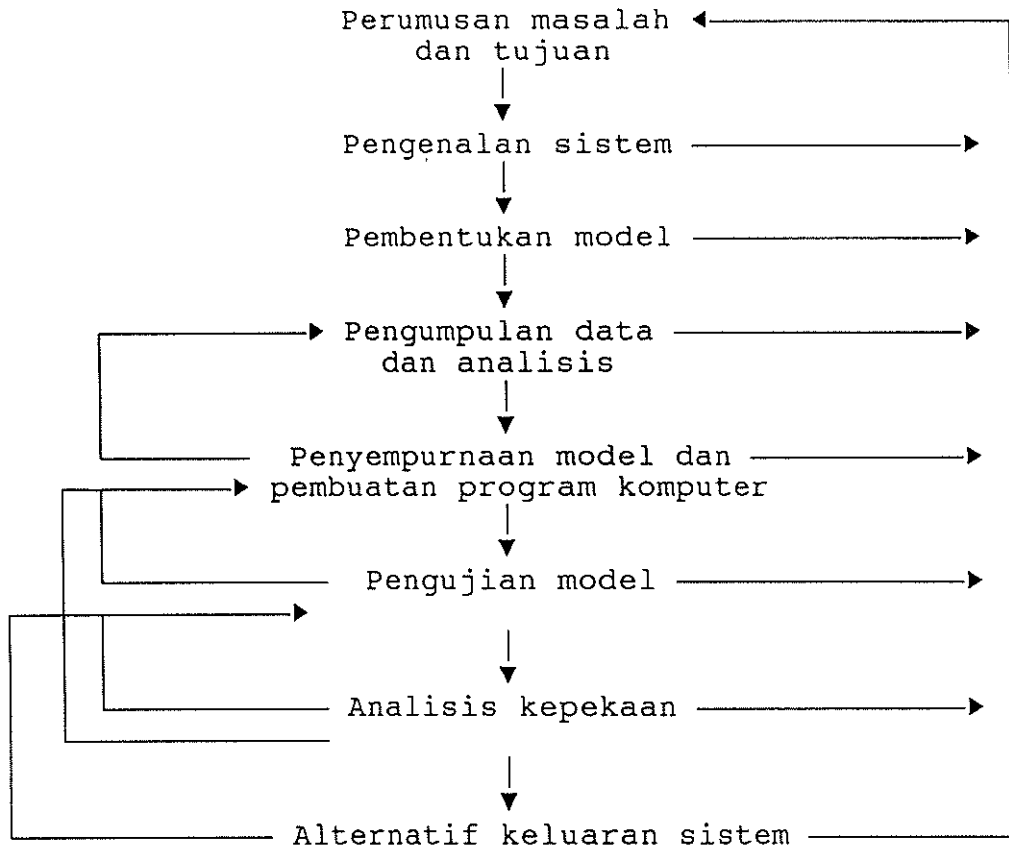 Perumusan masalah
dan tujuan
Pengenalan sistem
Pembentukan model
Pengumpulan data
dan analisis
Penyempurnaan model dan
pembuatan program komputer
Pengujian model
Analisis kepekaan
Alternatif keluaran sistem